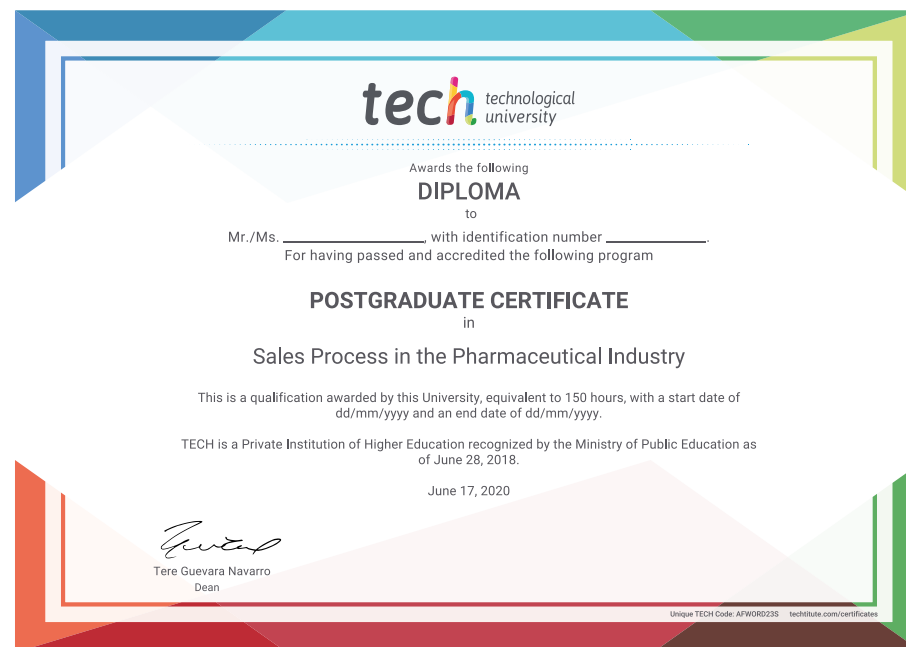 tech technological
university
Awards the following
DIPLOMA
to
Mr./Ms. ____________________, with identification number ______________.
For having passed and accredited the following program
POSTGRADUATE CERTIFICATE
in
Sales Process in the Pharmaceutical Industry
This is a qualification awarded by this University, equivalent to 150 hours, with a start date of
dd/mm/yyyy and an end date of dd/mm/yyyy.
TECH is a Private Institution of Higher Education recognized by the Ministry of Public Education as
of June 28, 2018.
June 17, 2020
Tere Guevara Navarro
Dean
Unique TECH Code: AFWORD23S techtitute.com/certificates